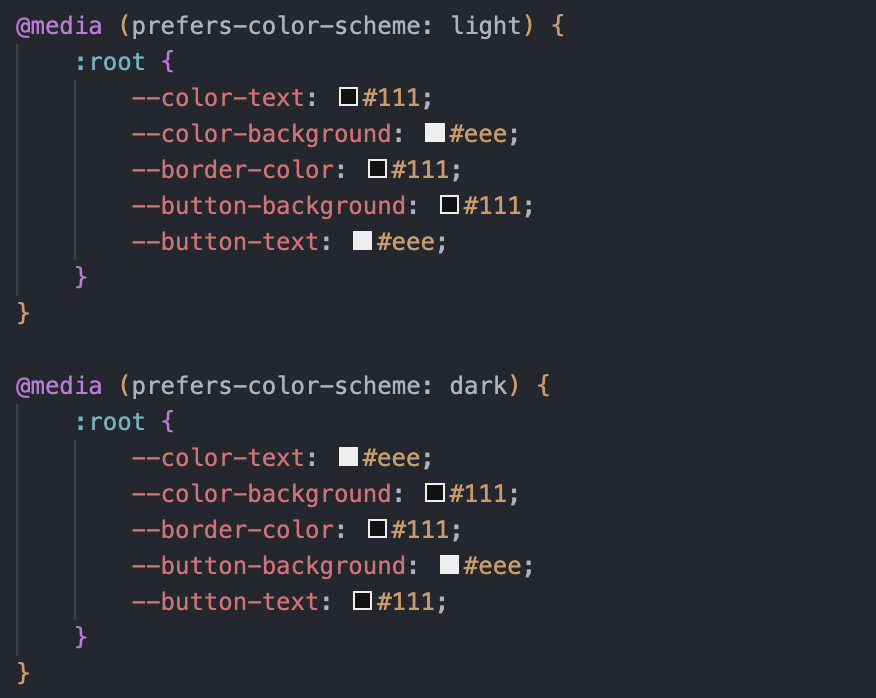 @media (prefers-color-scheme: light) {
    :root {
        --color-text: #111;
        --color-background: #eee;
        --border-color: #111;
        --button-background: #111;
        --button-text: #eee;
    }
}

@media (prefers-color-scheme: dark) {
    :root {
        --color-text: #eee;
        --color-background: #111;
        --border-color: #111;
        --button-background: #eee;
        --button-text: #111;
    }
}